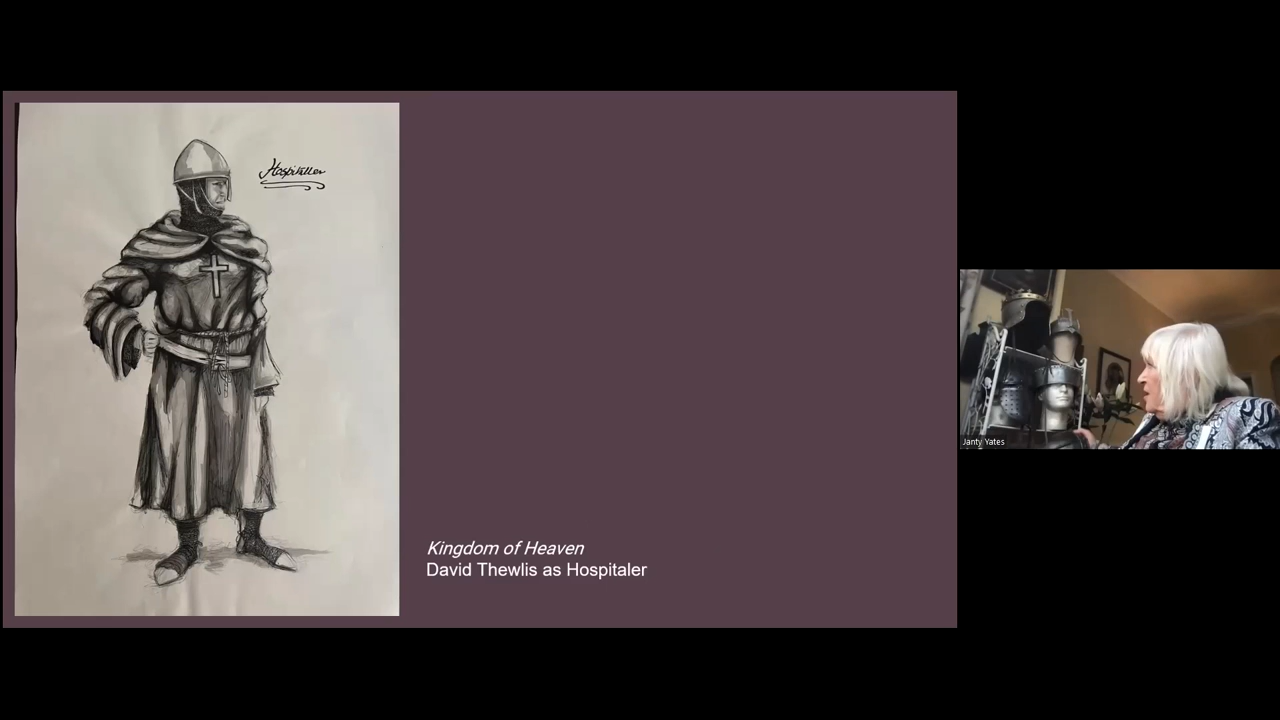 Hospitaller
Kingdom of Heaven
David Thewlis as Hospitaler
Janty Yates